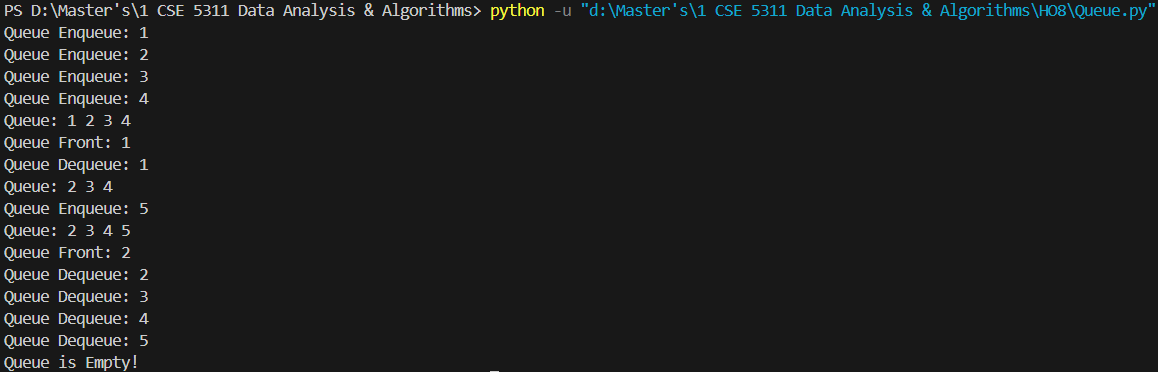 PS D:\Master's\1 CSE 5311 Data Analysis & Algorithms> python -u "d:\Master's\1 CSE 5311 Data Analysis & Algorithms\HO8\Queue.py"
Queue Enqueue: 1
Queue Enqueue: 2
Queue Enqueue: 3
Queue Enqueue: 4
Queue: 1 2 3 4
Queue Front: 1
Queue Dequeue: 1
Queue: 2 3 4
Queue Enqueue: 5
Queue: 2 3 4 5
Queue Front: 2
Queue Dequeue: 2
Queue Dequeue: 3
Queue Dequeue: 4
Queue Dequeue: 5
Queue is Empty!